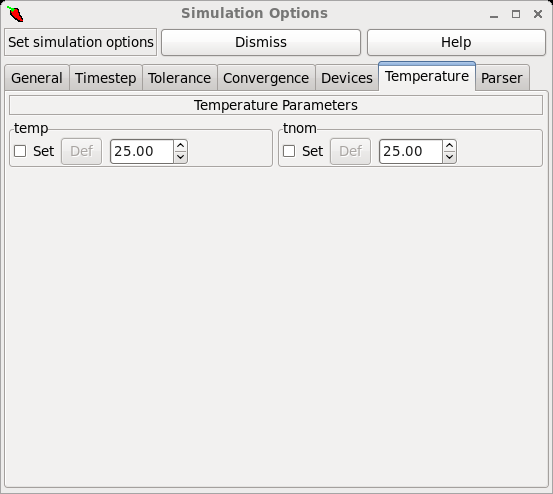 Simulation Options
Set simulation options Dismiss Help
General Timestep Tolerance Convergence Devices Temperature Parser
Temperature Parameters
temp tnom
Set Def 25.00 Set Def 25.00